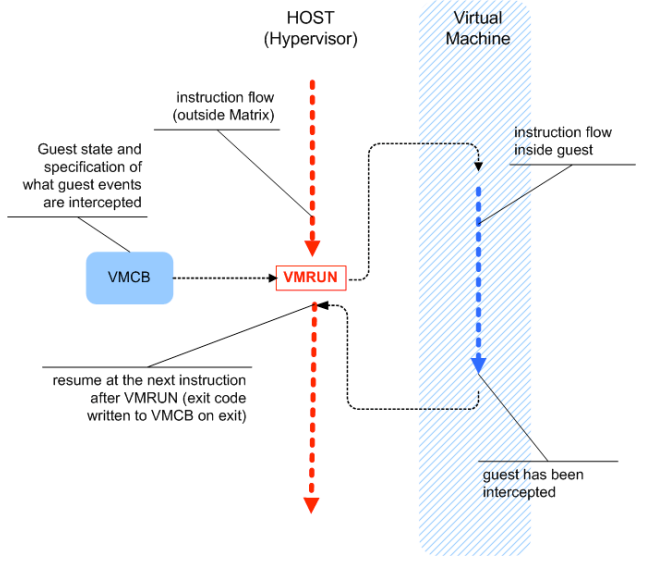 HOST
(Hypervisor)
Virtual
Machine
instruction flow
(outside Matrix)
instruction flow
inside guest
Guest state and
specification of
what guest events
are intercepted
VMCB
VMRUN
resume at the next instruction
after VMRUN (exit code
written to VMCB on exit)
guest has been
intercepted